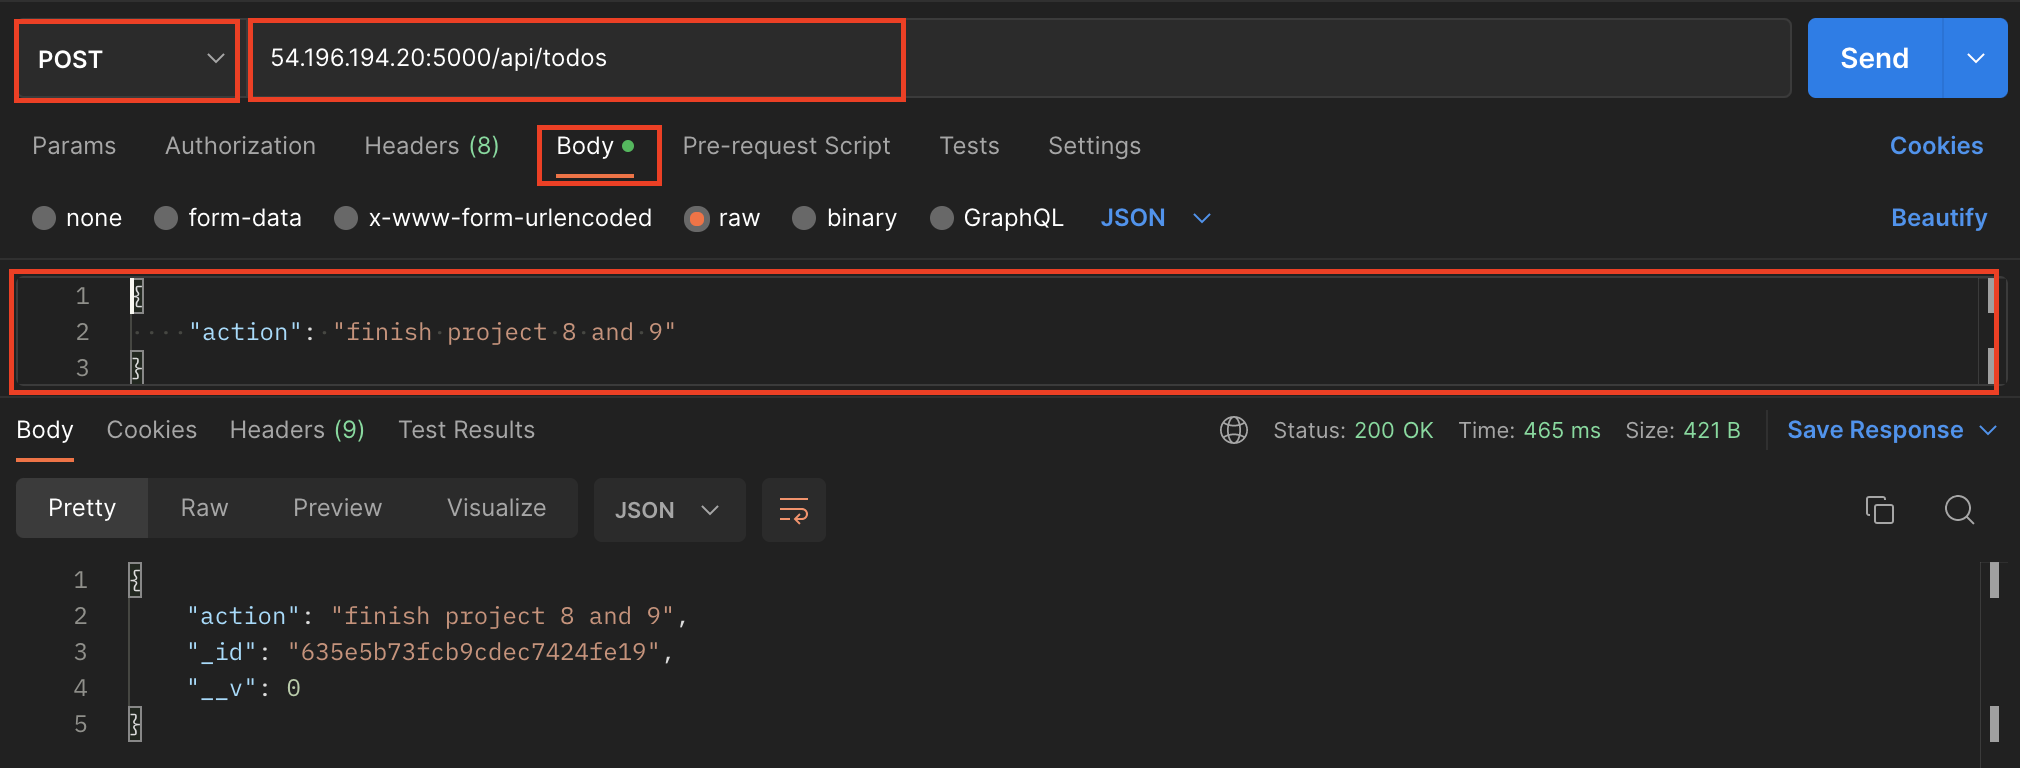 POST 54.196.194.20:5000/api/todos Send
Params Authorization Headers (8) Body Pre-request Script Tests Settings Cookies
none form-data x-www-form-urlencoded raw binary GraphQL JSON Beautify
1 {
2 "action": "finish project 8 and 9"
3 }
Body Cookies Headers (9) Test Results Status: 200 OK Time: 465 ms Size: 421 B Save Response
Pretty Raw Preview Visualize JSON
1 {
2 "action": "finish project 8 and 9",
3 "_id": "635e5b73fcb9cdec7424fe19",
4 "__v": 0
5 }